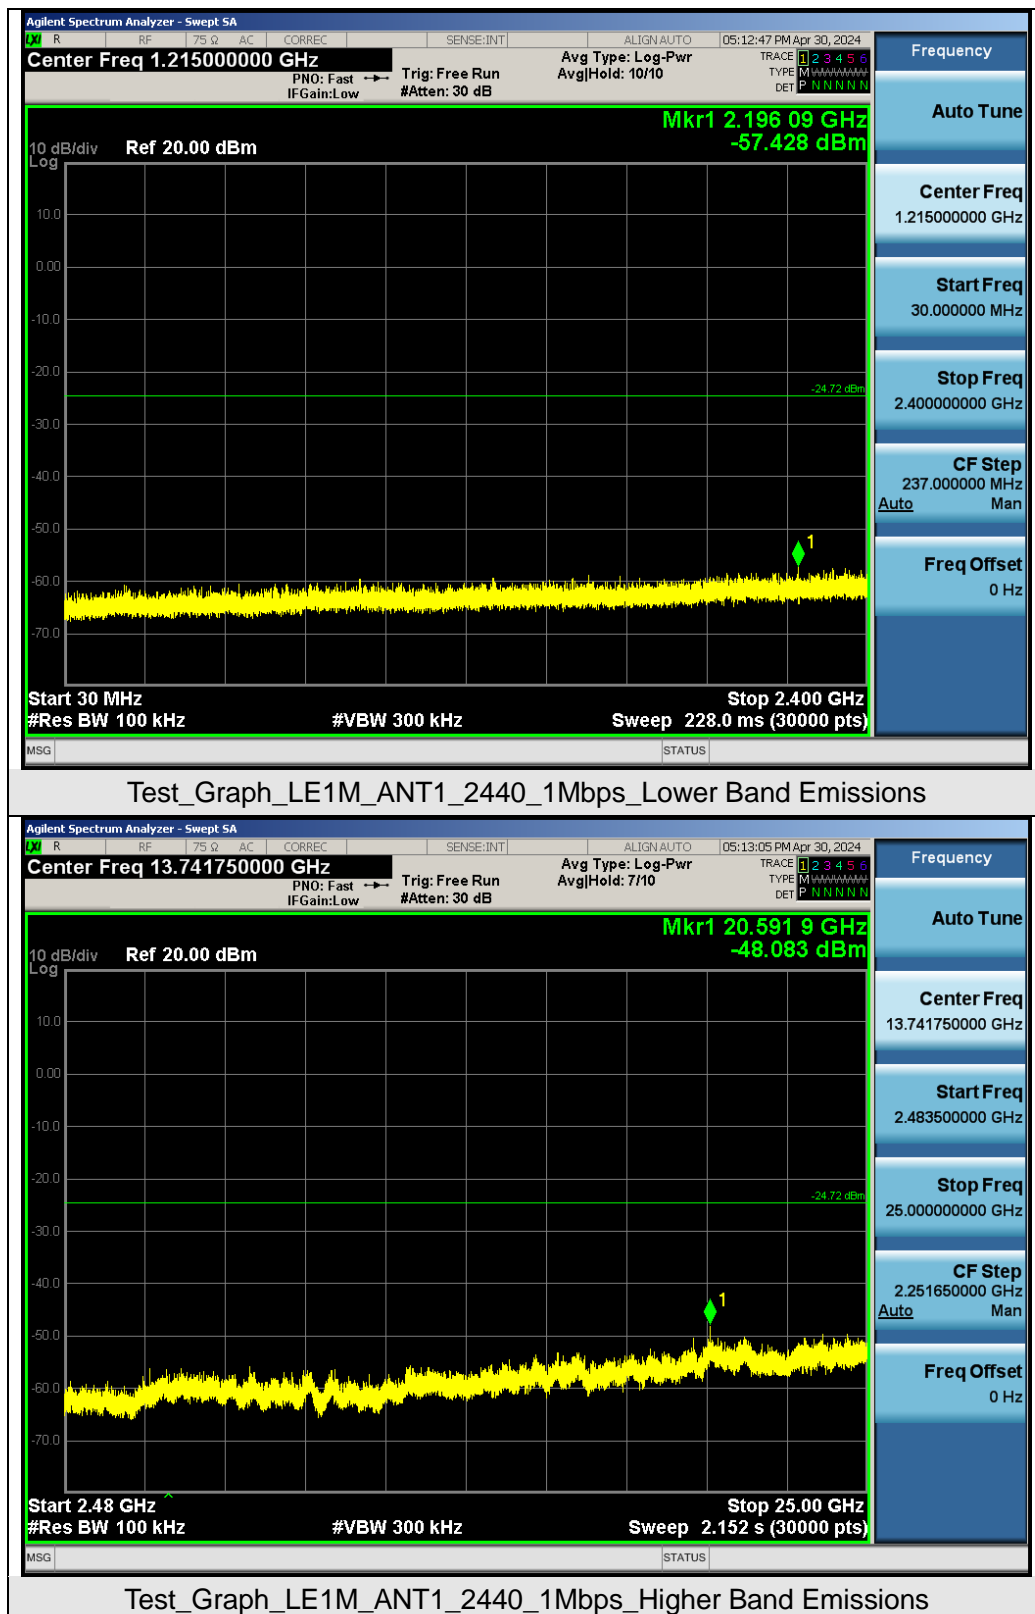 Agilent Spectrum Analyzer - Swept SA
LXI R RF 75 Ω AC CORREC SENSE:INT ALIGN AUTO 05:12:47 PM Apr 30, 2024
Center Freq 1.215000000 GHz
PNO: Fast
IFGain:Low
Trig: Free Run
#Atten: 30 dB
Avg Type: Log-Pwr
Avg|Hold: 10/10
TRACE 1 2 3 4 5 6
TYPE M WWWWW
DET P N N N N N
Mkr1 2.196 09 GHz
-57.428 dBm
10 dB/div Ref 20.00 dBm
Log
10.0
0.00
-10.0
-20.0
-24.72 dBm
-30.0
-40.0
-50.0
1
-60.0
-70.0
Start 30 MHz Stop 2.400 GHz
#Res BW 100 kHz #VBW 300 kHz Sweep 228.0 ms (30000 pts)
MSG STATUS
Frequency
Auto Tune
Center Freq
1.215000000 GHz
Start Freq
30.000000 MHz
Stop Freq
2.400000000 GHz
CF Step
237.000000 MHz
Auto Man
Freq Offset
0 Hz
Test_Graph_LE1M_ANT1_2440_1Mbps_Lower Band Emissions
Agilent Spectrum Analyzer - Swept SA
LXI R RF 75 Ω AC CORREC SENSE:INT ALIGN AUTO 05:13:05 PM Apr 30, 2024
Center Freq 13.741750000 GHz
PNO: Fast
IFGain:Low
Trig: Free Run
#Atten: 30 dB
Avg Type: Log-Pwr
Avg|Hold: 7/10
TRACE 1 2 3 4 5 6
TYPE M WWWWW
DET P N N N N N
Mkr1 20.591 9 GHz
-48.083 dBm
10 dB/div Ref 20.00 dBm
Log
10.0
0.00
-10.0
-20.0
-24.72 dBm
-30.0
-40.0
1
-50.0
-60.0
-70.0
Start 2.48 GHz Stop 25.00 GHz
#Res BW 100 kHz #VBW 300 kHz Sweep 2.152 s (30000 pts)
MSG STATUS
Frequency
Auto Tune
Center Freq
13.741750000 GHz
Start Freq
2.483500000 GHz
Stop Freq
25.000000000 GHz
CF Step
2.251650000 GHz
Auto Man
Freq Offset
0 Hz
Test_Graph_LE1M_ANT1_2440_1Mbps_Higher Band Emissions